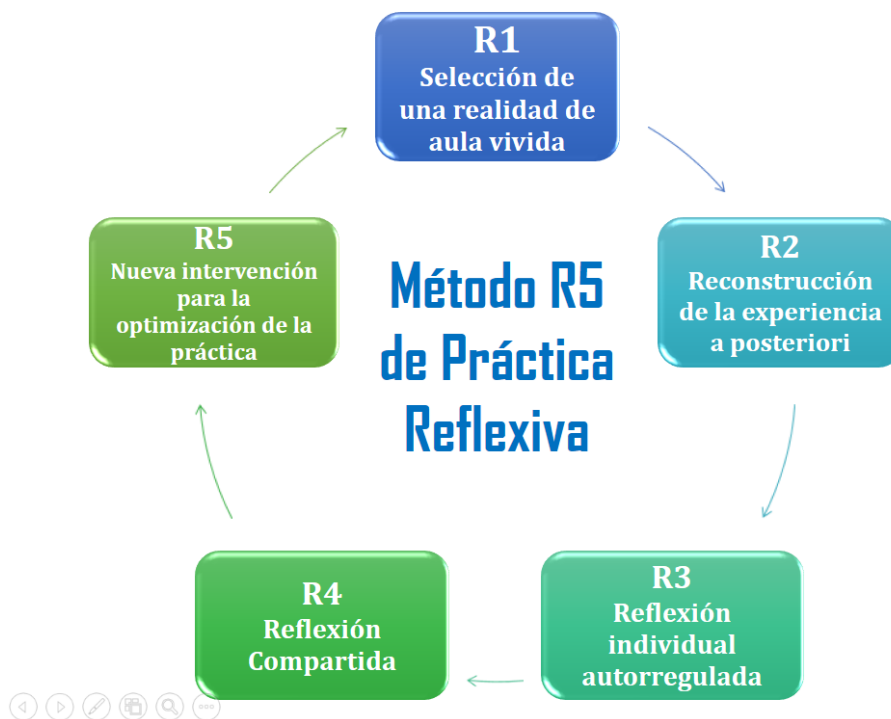 R1
Selección de
una realidad de
aula vivida
R2
Reconstrucción
de la experiencia
a posteriori
R3
Reflexión
individual
autorregulada
R4
Reflexión
Compartida
R5
Nueva intervención
para la
optimización de la
práctica
Método R5
de Práctica
Reflexiva